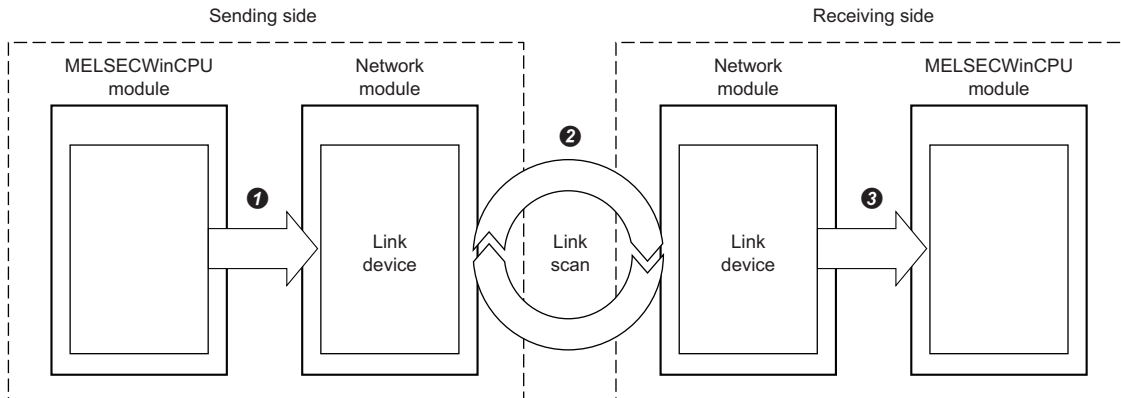 Sending side
Receiving side
MELSECWinCPU
module
Network
module
Network
module
MELSECWinCPU
module
❷
❶
❸
Link
device
Link
scan
Link
device